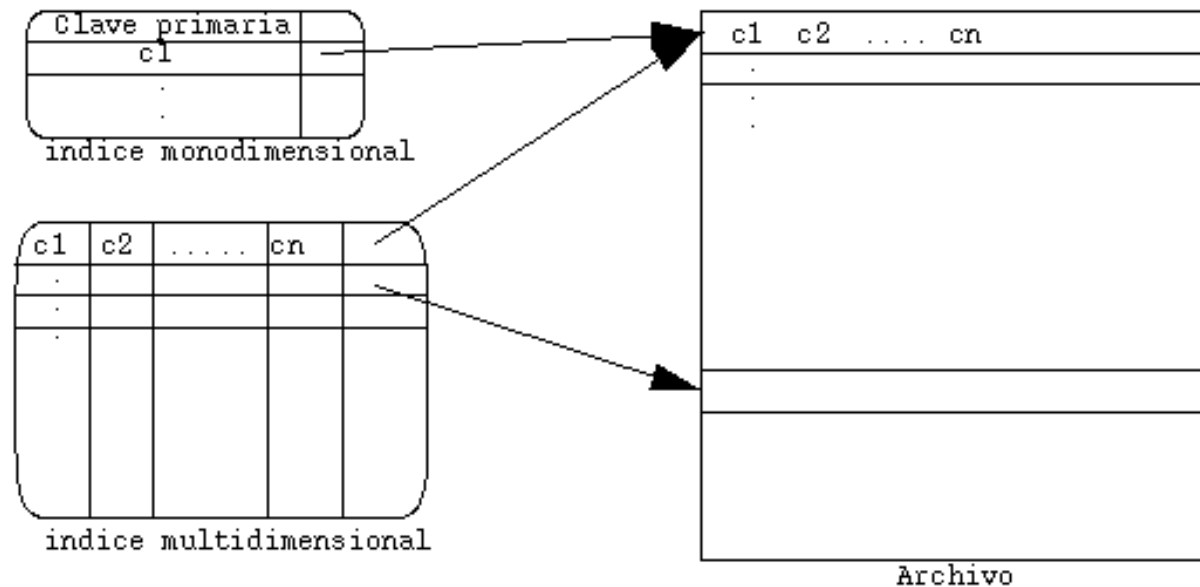 Clave primaria
c1
indice monodimensional
c1 c2 ..... cn
indice multidimensional
c1 c2 .... cn
Archivo